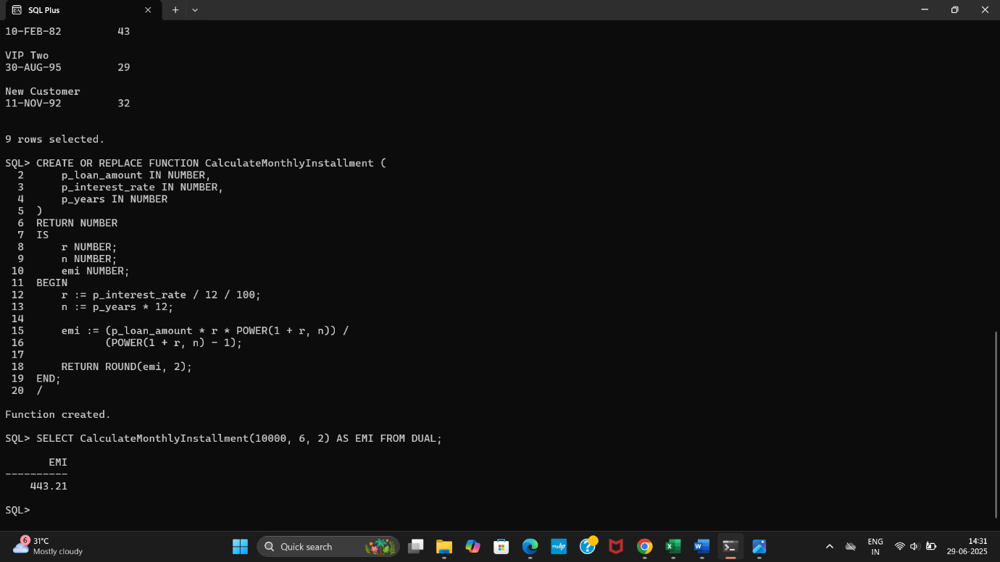 SQL Plus
10-FEB-82         43
VIP Two
30-AUG-95         29
New Customer
11-NOV-92         32
9 rows selected.
SQL> CREATE OR REPLACE FUNCTION CalculateMonthlyInstallment (
  2      p_loan_amount IN NUMBER,
  3      p_interest_rate IN NUMBER,
  4      p_years IN NUMBER
  5  )
  6  RETURN NUMBER
  7  IS
  8      r NUMBER;
  9      n NUMBER;
 10      emi NUMBER;
 11  BEGIN
 12      r := p_interest_rate / 12 / 100;
 13      n := p_years * 12;
 14
 15      emi := (p_loan_amount * r * POWER(1 + r, n)) /
 16             (POWER(1 + r, n) - 1);
 17
 18      RETURN ROUND(emi, 2);
 19  END;
 20  /
Function created.
SQL> SELECT CalculateMonthlyInstallment(10000, 6, 2) AS EMI FROM DUAL;
       EMI
----------
    443.21
SQL>
6
31°C
Mostly cloudy
Quick search
myhp
ENG
IN
14:31
29-06-2025